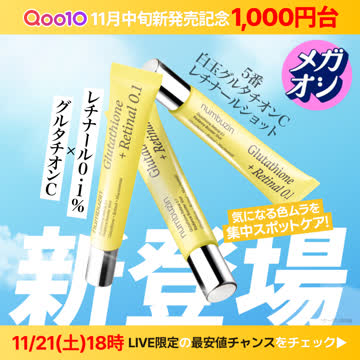 Qoo10 11月中旬新発売記念 1,000円台
メガ
オシ
5番
白玉グルタチオンC
レチナールショット
レチナール0.1%
×
グルタチオンC
numbuzin
Glutathione
+ Retinal 0.1
numbuzin
Glutathione
+ Retinal 0.1
numbuzin
気になる色ムラを
集中スポットケア!
新登場
11/21(土)18時 LIVE限定の最安値チャンスをチェック▶